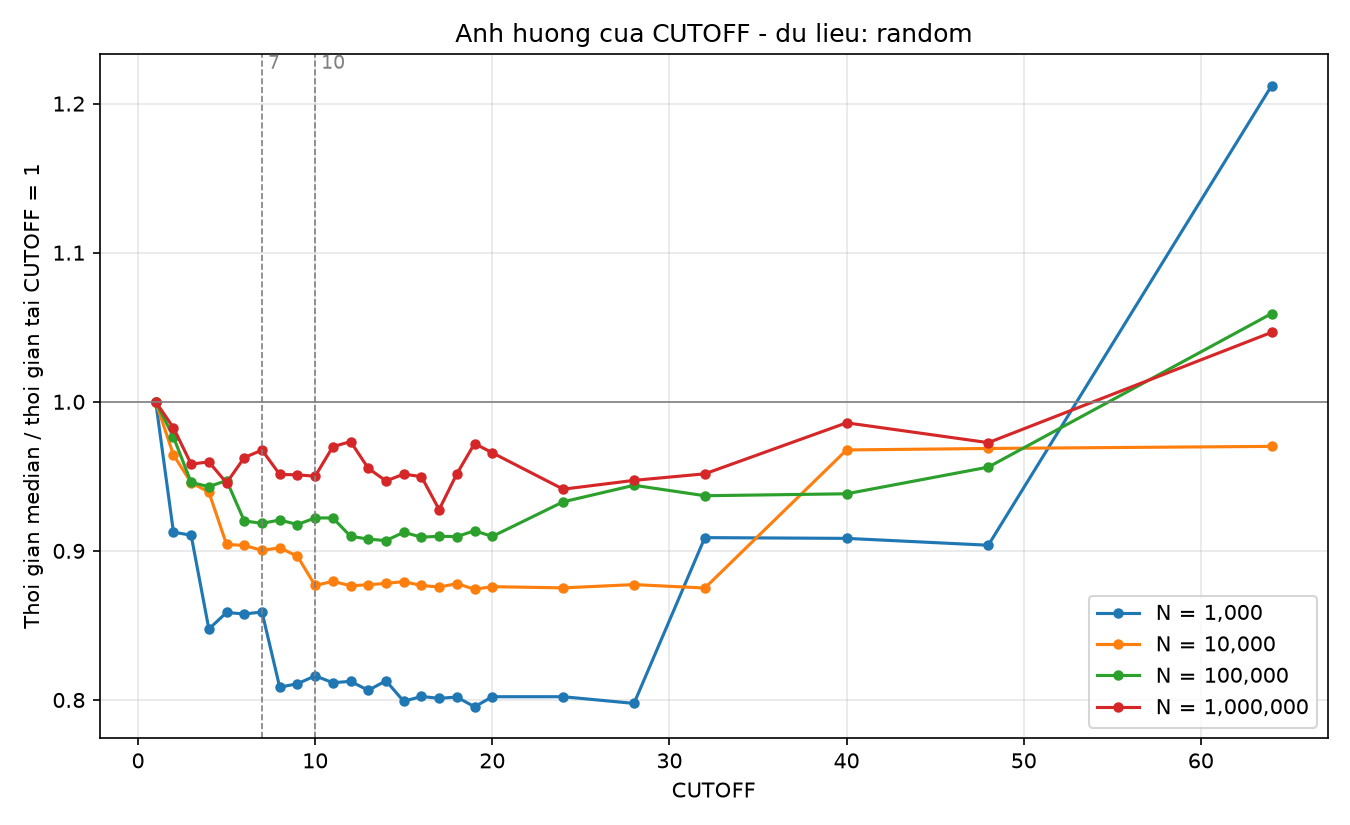 Anh huong cua CUTOFF - du lieu: random
7
10
Thoi gian median / thoi gian tai CUTOFF = 1
1.2
1.1
1.0
0.9
0.8
0
10
20
30
40
50
60
CUTOFF
N = 1,000
N = 10,000
N = 100,000
N = 1,000,000